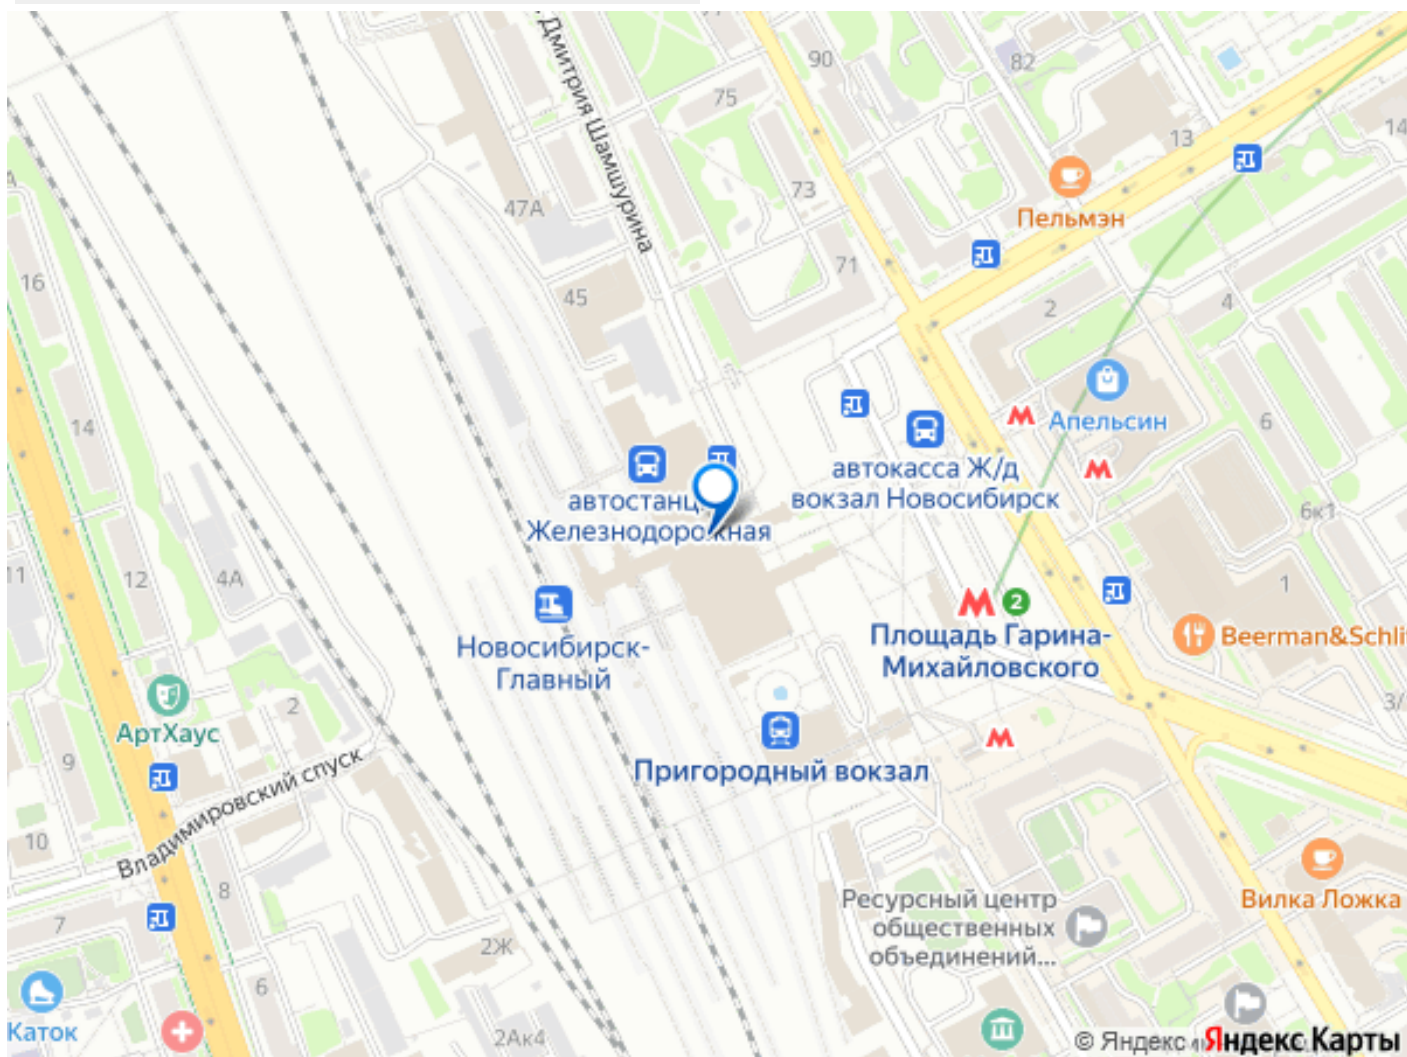 Дмитрия Шамшурина
90
82
75
13
14
73
47А
Пельмэн
71
16
45
2
4
Апельсин
14
6
автокасса Ж/д
вокзал Новосибирск
Железнодорожная
6к1
11
12
4А
1
2
Площадь Гарина-
Михайловского
Beerman&Schli
Новосибирск-
Главный
2
3/
АртХаус
9
Пригородный вокзал
Владимировский спуск
10
8
Вилка Ложка
Ресурсный центр
общественных
объединений...
7
2Ж
6
Каток
2Ак4
© Яндекс
Яндекс Карты